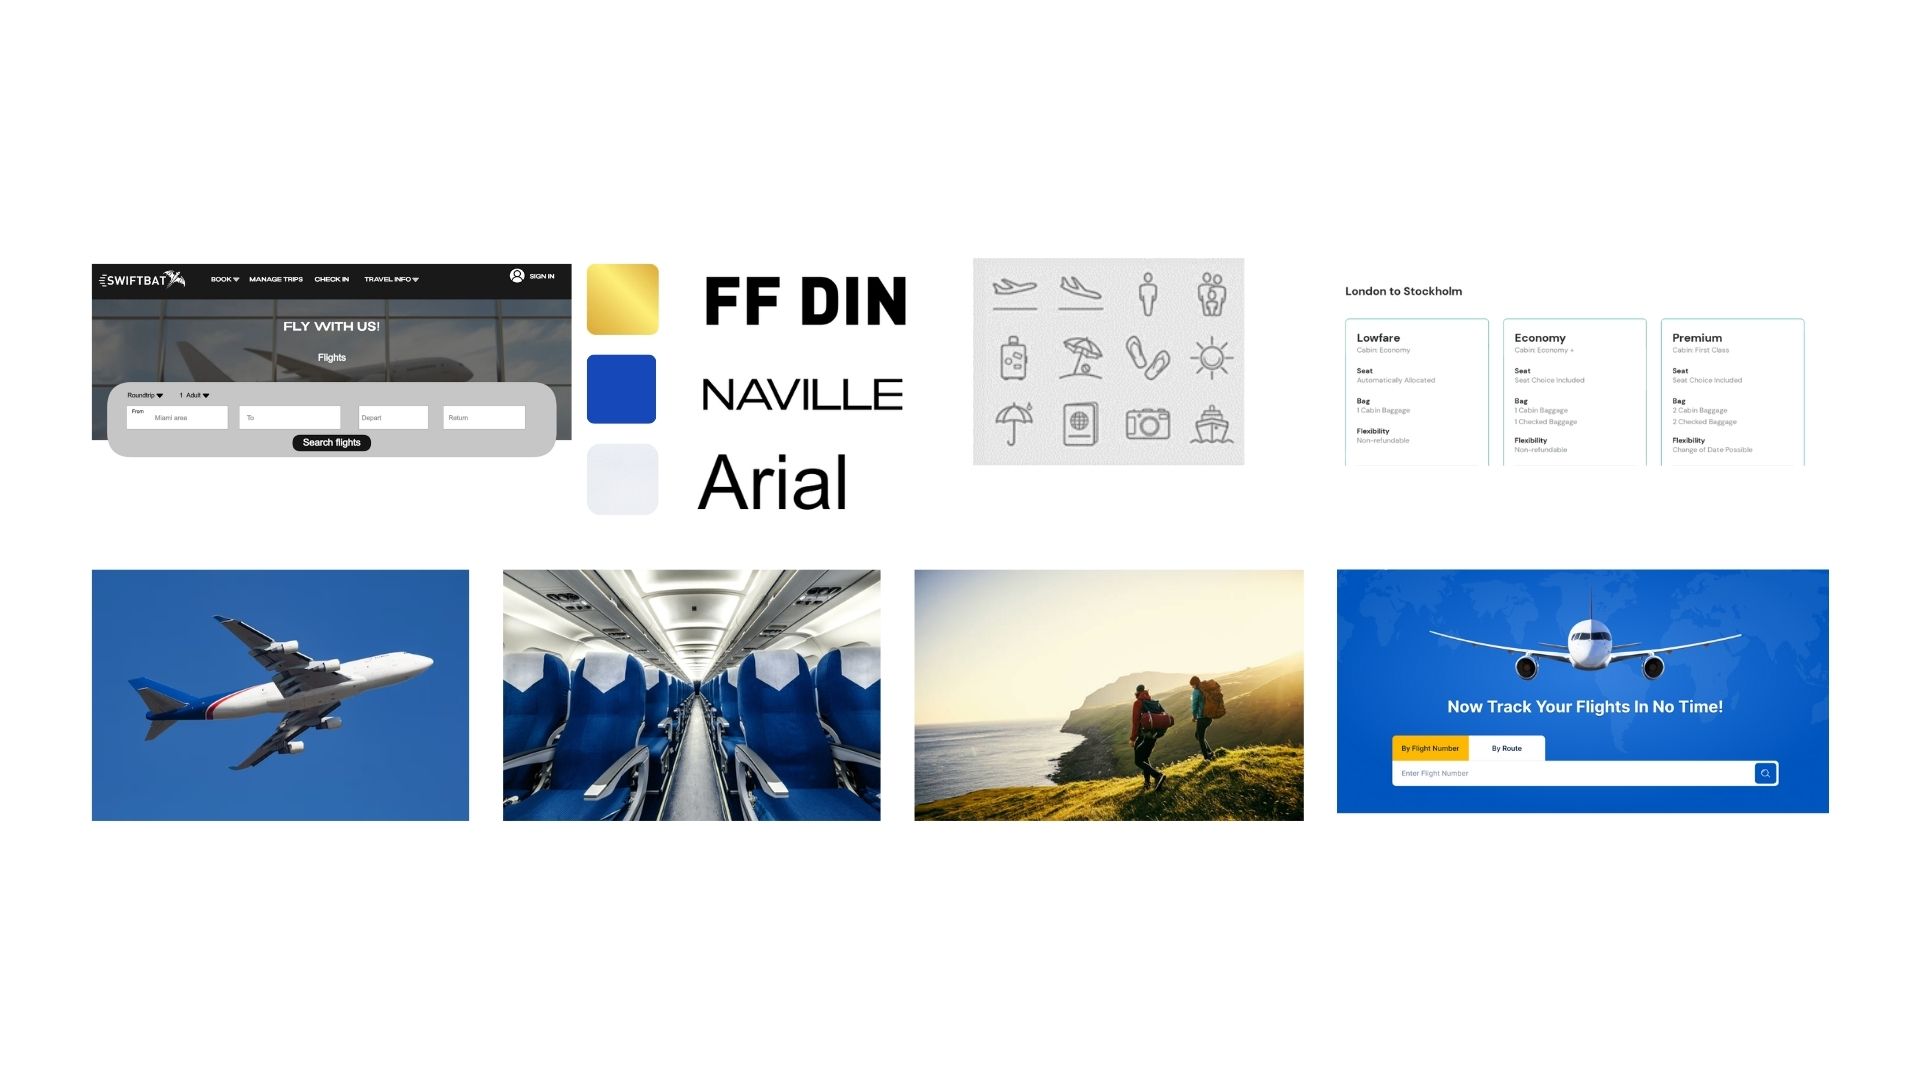 SWIFTBAT
BOOK
MANAGE TRIPS
CHECK IN
TRAVEL INFO
SIGN IN
FLY WITH US!
Flights
Roundtrip
1 Adult
From
Miami area
To
Depart
Return
Search flights
FF DIN
NAVILLE
Arial
London to Stockholm
Lowfare
Cabin: Economy
Seat
Automatically Allocated
Bag
1 Cabin Baggage
Flexibility
Non-refundable
Economy
Cabin: Economy +
Seat
Seat Choice Included
Bag
1 Cabin Baggage
1 Checked Baggage
Flexibility
Non-refundable
Premium
Cabin: First Class
Seat
Seat Choice Included
Bag
2 Cabin Baggage
2 Checked Baggage
Flexibility
Change of Date Possible
Now Track Your Flights In No Time!
By Flight Number
By Route
Enter Flight Number